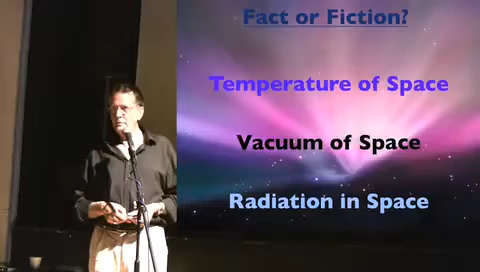 Fact or Fiction?
Temperature of Space
Vacuum of Space
Radiation in Space